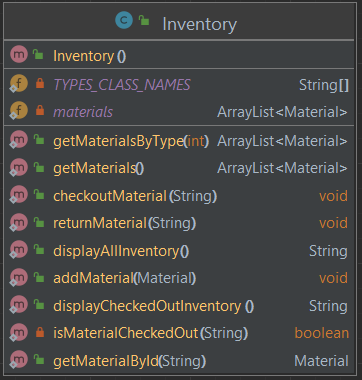 C Inventory
m Inventory()
f TYPES_CLASS_NAMES String[]
f materials ArrayList<Material>
m getMaterialsByType(int) ArrayList<Material>
m getMaterials() ArrayList<Material>
m checkoutMaterial(String) void
m returnMaterial(String) void
m displayAllInventory() String
m addMaterial(Material) void
m displayCheckedOutInventory () String
m isMaterialCheckedOut(String) boolean
m getMaterialById(String) Material